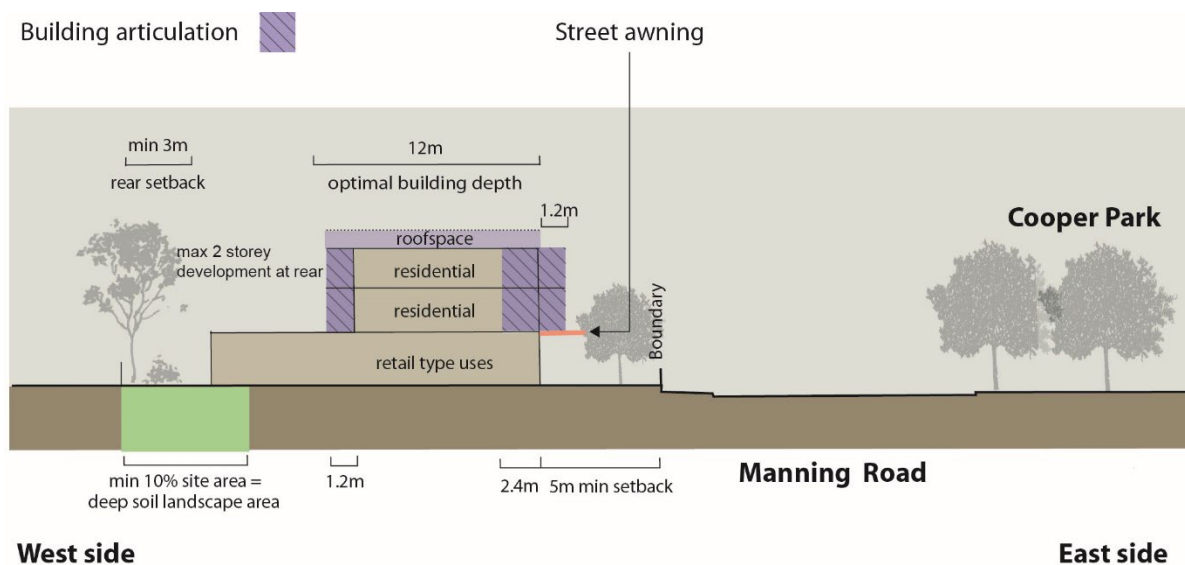 Building articulation
Street awning
min 3m
rear setback
12m
optimal building depth
1.2m
Cooper Park
max 2 storey
development at rear
roofspace
residential
residential
retail type uses
Boundary
min 10% site area =
deep soil landscape area
1.2m
2.4m
5m min setback
Manning Road
West side
East side